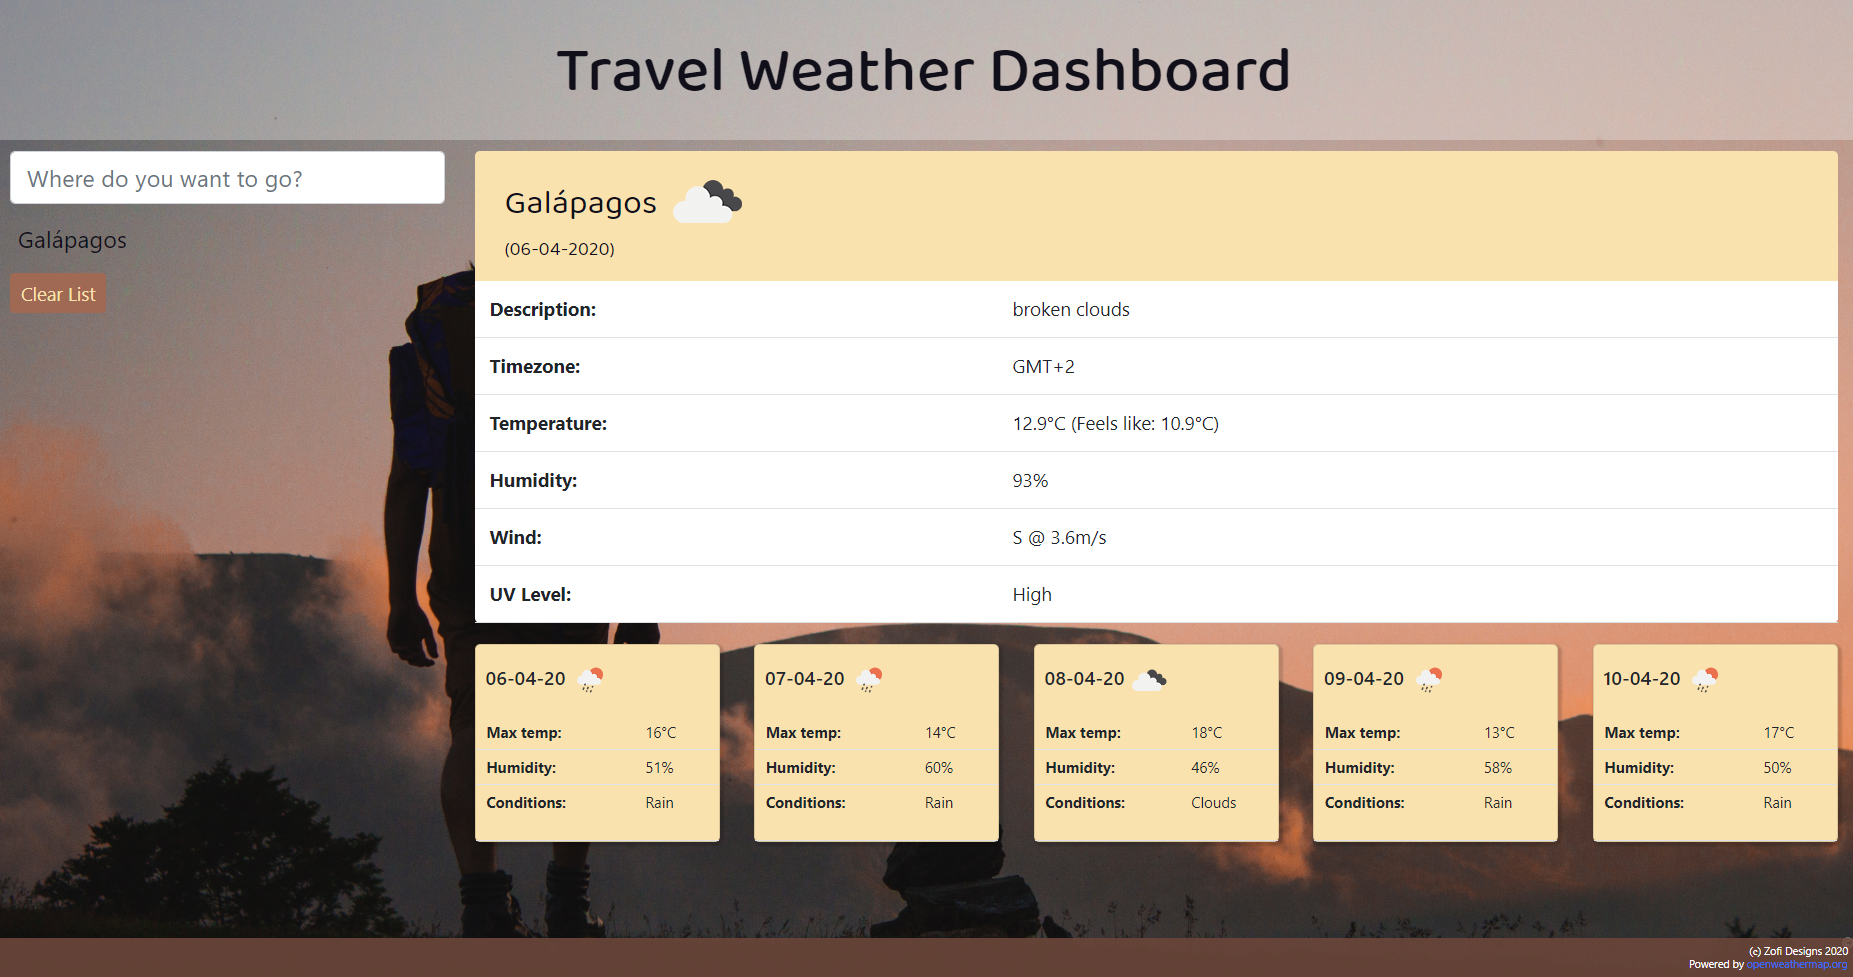 Travel Weather Dashboard
Where do you want to go?
Galápagos
Clear List
Galápagos
(06-04-2020)
Description: broken clouds
Timezone: GMT+2
Temperature: 12.9°C (Feels like: 10.9°C)
Humidity: 93%
Wind: S @ 3.6m/s
UV Level: High
06-04-20
Max temp: 16°C
Humidity: 51%
Conditions: Rain
07-04-20
Max temp: 14°C
Humidity: 60%
Conditions: Rain
08-04-20
Max temp: 18°C
Humidity: 46%
Conditions: Clouds
09-04-20
Max temp: 13°C
Humidity: 58%
Conditions: Rain
10-04-20
Max temp: 17°C
Humidity: 50%
Conditions: Rain
(c) Zofi Designs 2020
Powered by openweathermap.org